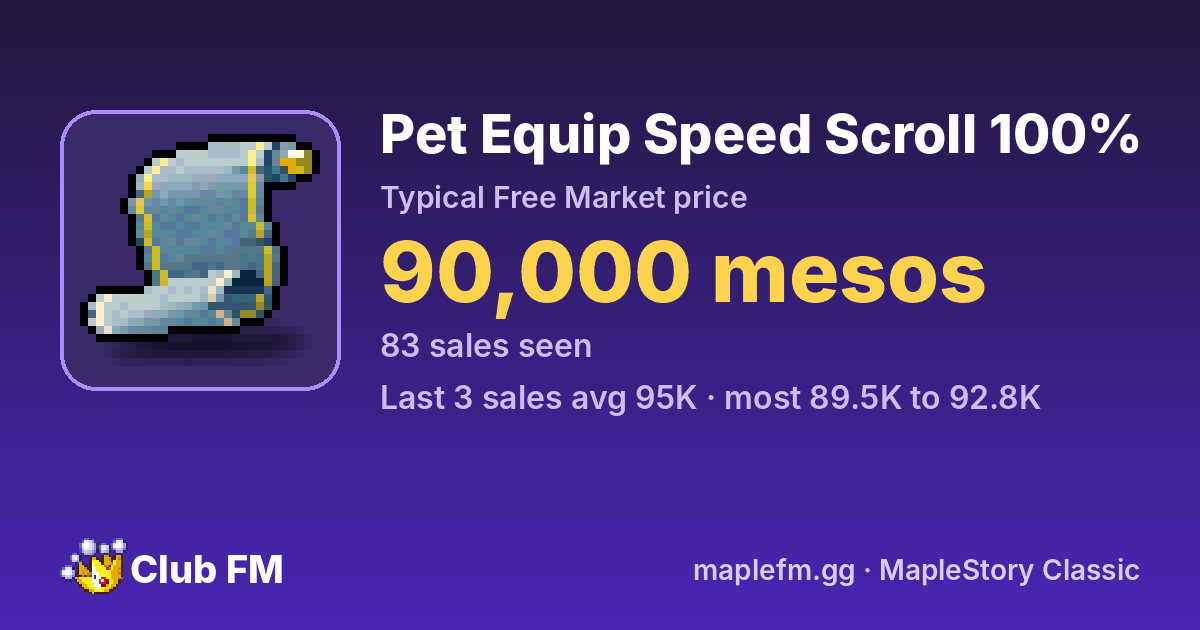 Pet Equip Speed Scroll 100%
Typical Free Market price
90,000 mesos
83 sales seen
Last 3 sales avg 95K · most 89.5K to 92.8K
Club FM
maplefm.gg · MapleStory Classic